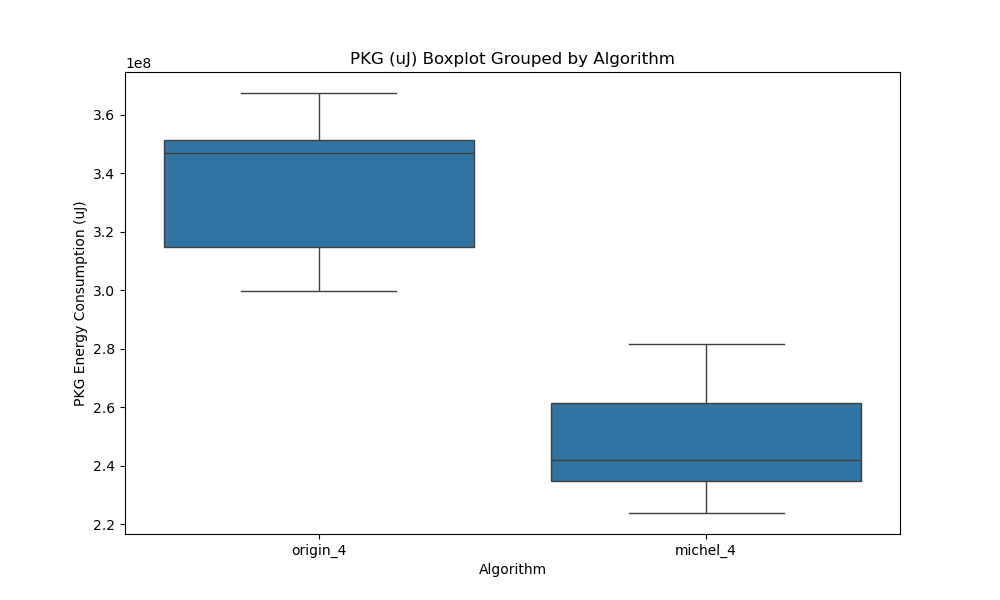 PKG (uJ) Boxplot Grouped by Algorithm
1e8
3.6
3.4
3.2
3.0
2.8
2.6
2.4
2.2
PKG Energy Consumption (uJ)
origin_4
michel_4
Algorithm